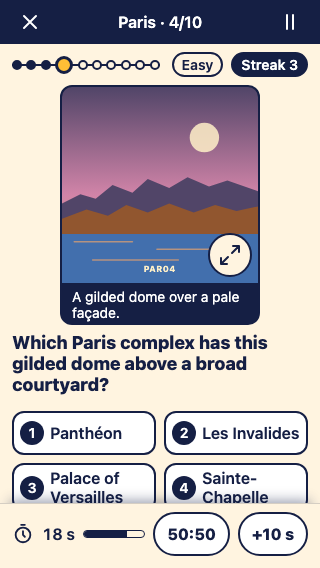 Paris · 4/10
Easy
Streak 3
PAR04
A gilded dome over a pale
façade.
Which Paris complex has this
gilded dome above a broad
courtyard?
1 Panthéon
2 Les Invalides
3 Palace of
Versailles
4 Sainte-
Chapelle
18 s
50:50
+10 s